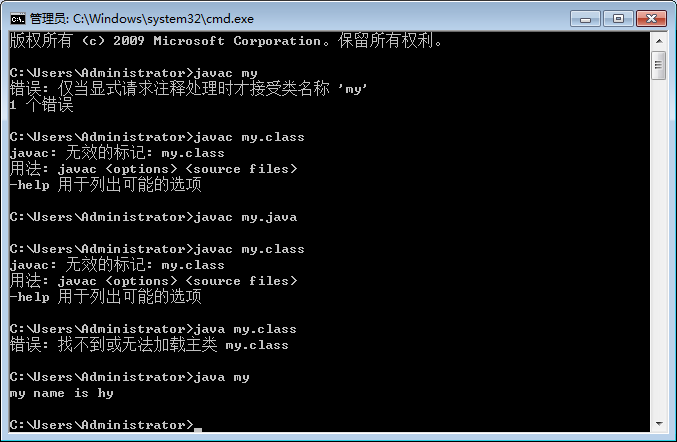 管理员: C:\Windows\system32\cmd.exe
版权所有 (c) 2009 Microsoft Corporation。保留所有权利。
C:\Users\Administrator>javac my
错误: 仅当显式请求注释处理时才接受类名称 'my'
1 个错误
C:\Users\Administrator>javac my.class
javac: 无效的标记: my.class
用法: javac <options> <source files>
-help 用于列出可能的选项
C:\Users\Administrator>javac my.java
C:\Users\Administrator>javac my.class
javac: 无效的标记: my.class
用法: javac <options> <source files>
-help 用于列出可能的选项
C:\Users\Administrator>java my.class
错误: 找不到或无法加载主类 my.class
C:\Users\Administrator>java my
my name is hy
C:\Users\Administrator>